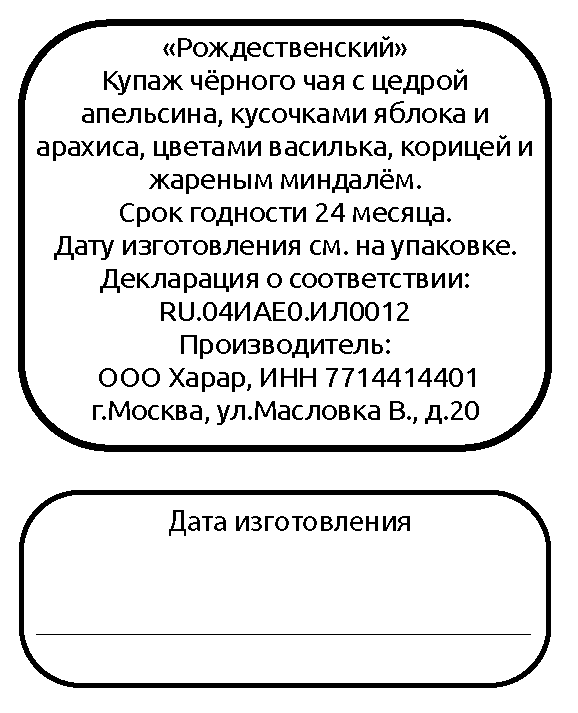 «Рождественский»
Купаж чёрного чая с цедрой
апельсина, кусочками яблока и
арахиса, цветами василька, корицей и
жареным миндалём.
Срок годности 24 месяца.
Дату изготовления см. на упаковке.
Декларация о соответствии:
RU.04ИАЕ0.ИЛ0012
Производитель:
ООО Харар, ИНН 7714414401
г.Москва, ул.Масловка В., д.20
Дата изготовления